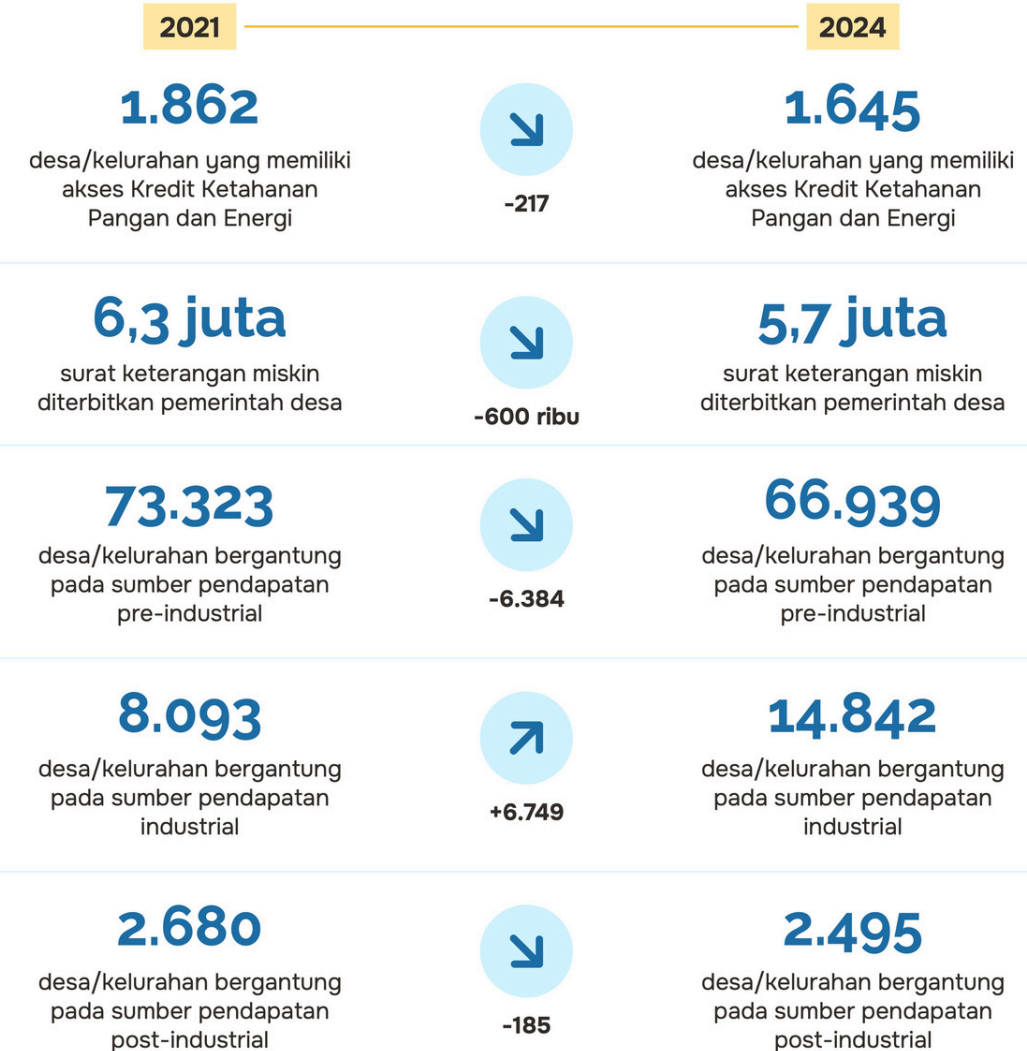 2021
2024
1.862
desa/kelurahan yang memiliki
akses Kredit Ketahanan
Pangan dan Energi
-217
1.645
desa/kelurahan yang memiliki
akses Kredit Ketahanan
Pangan dan Energi
6,3 juta
surat keterangan miskin
diterbitkan pemerintah desa
-600 ribu
5,7 juta
surat keterangan miskin
diterbitkan pemerintah desa
73.323
desa/kelurahan bergantung
pada sumber pendapatan
pre-industrial
-6.384
66.939
desa/kelurahan bergantung
pada sumber pendapatan
pre-industrial
8.093
desa/kelurahan bergantung
pada sumber pendapatan
industrial
+6.749
14.842
desa/kelurahan bergantung
pada sumber pendapatan
industrial
2.680
desa/kelurahan bergantung
pada sumber pendapatan
post-industrial
-185
2.495
desa/kelurahan bergantung
pada sumber pendapatan
post-industrial